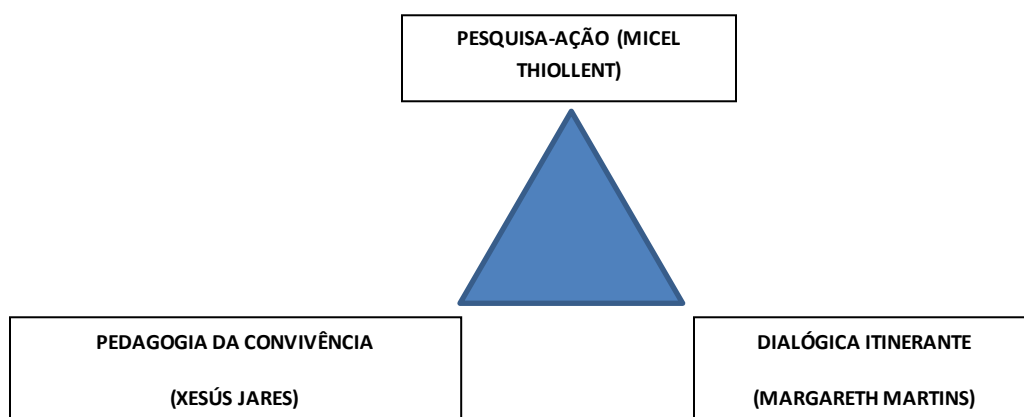 PESQUISA-AÇÃO (MICEL
THIOLLENT)
PEDAGOGIA DA CONVIVÊNCIA
(XESÚS JARES)
DIALÓGICA ITINERANTE
(MARGARETH MARTINS)